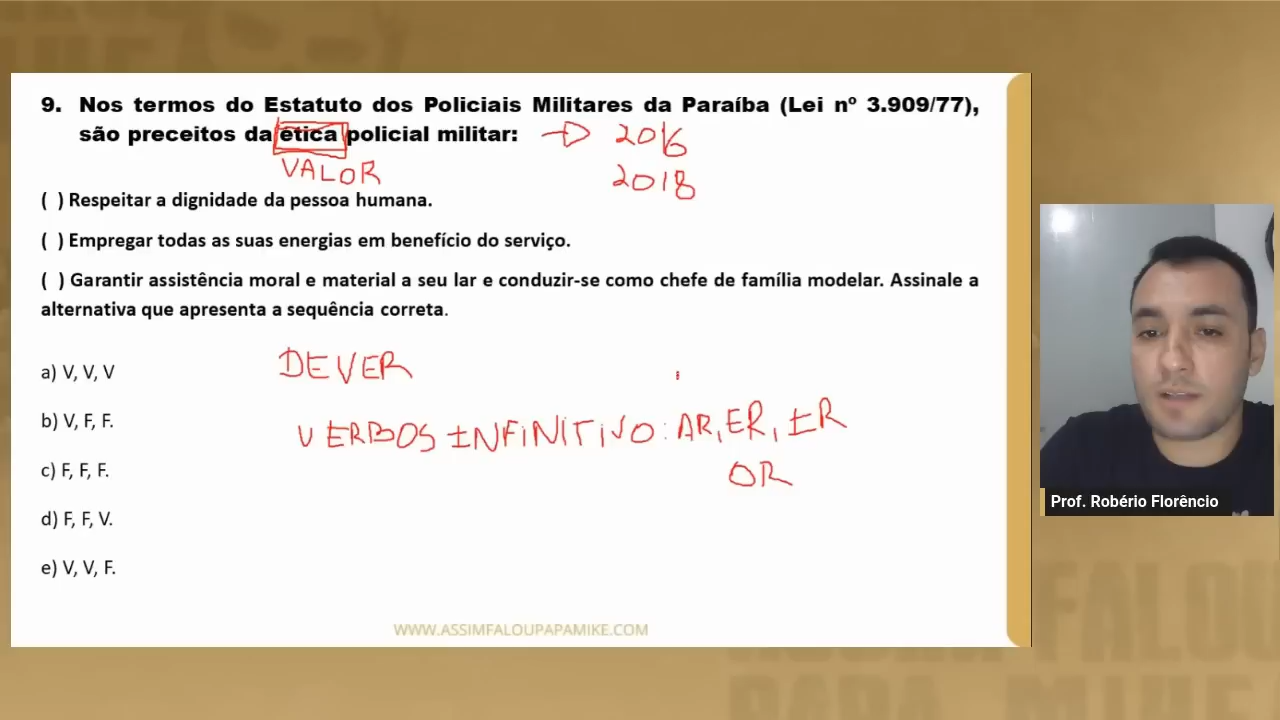 9. Nos termos do Estatuto dos Policiais Militares da Paraíba (Lei nº 3.909/77),
são preceitos da ética policial militar: 2016
VALOR 2018
( ) Respeitar a dignidade da pessoa humana.
( ) Empregar todas as suas energias em benefício do serviço.
( ) Garantir assistência moral e material a seu lar e conduzir-se como chefe de família modelar. Assinale a
alternativa que apresenta a sequência correta.
DEVER
a) V, V, V
b) V, F, F.
VERBOS INFINITIVO: AR, ER, IR
OR
c) F, F, F.
d) F, F, V.
e) V, V, F.
WWW.ASSIMFALOUPAPAMIKE.COM
Prof. Robério Florêncio
FALOU